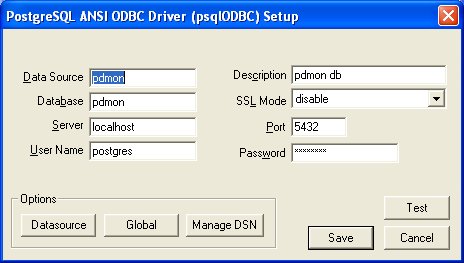 PostgreSQL ANSI ODBC Driver (psqlODBC) Setup
Data Source pdmon
Description pdmon db
Database pdmon
SSL Mode disable
Server localhost
Port 5432
User Name postgres
Password xxxxxxxx
Options
Datasource Global Manage DSN
Test
Save Cancel